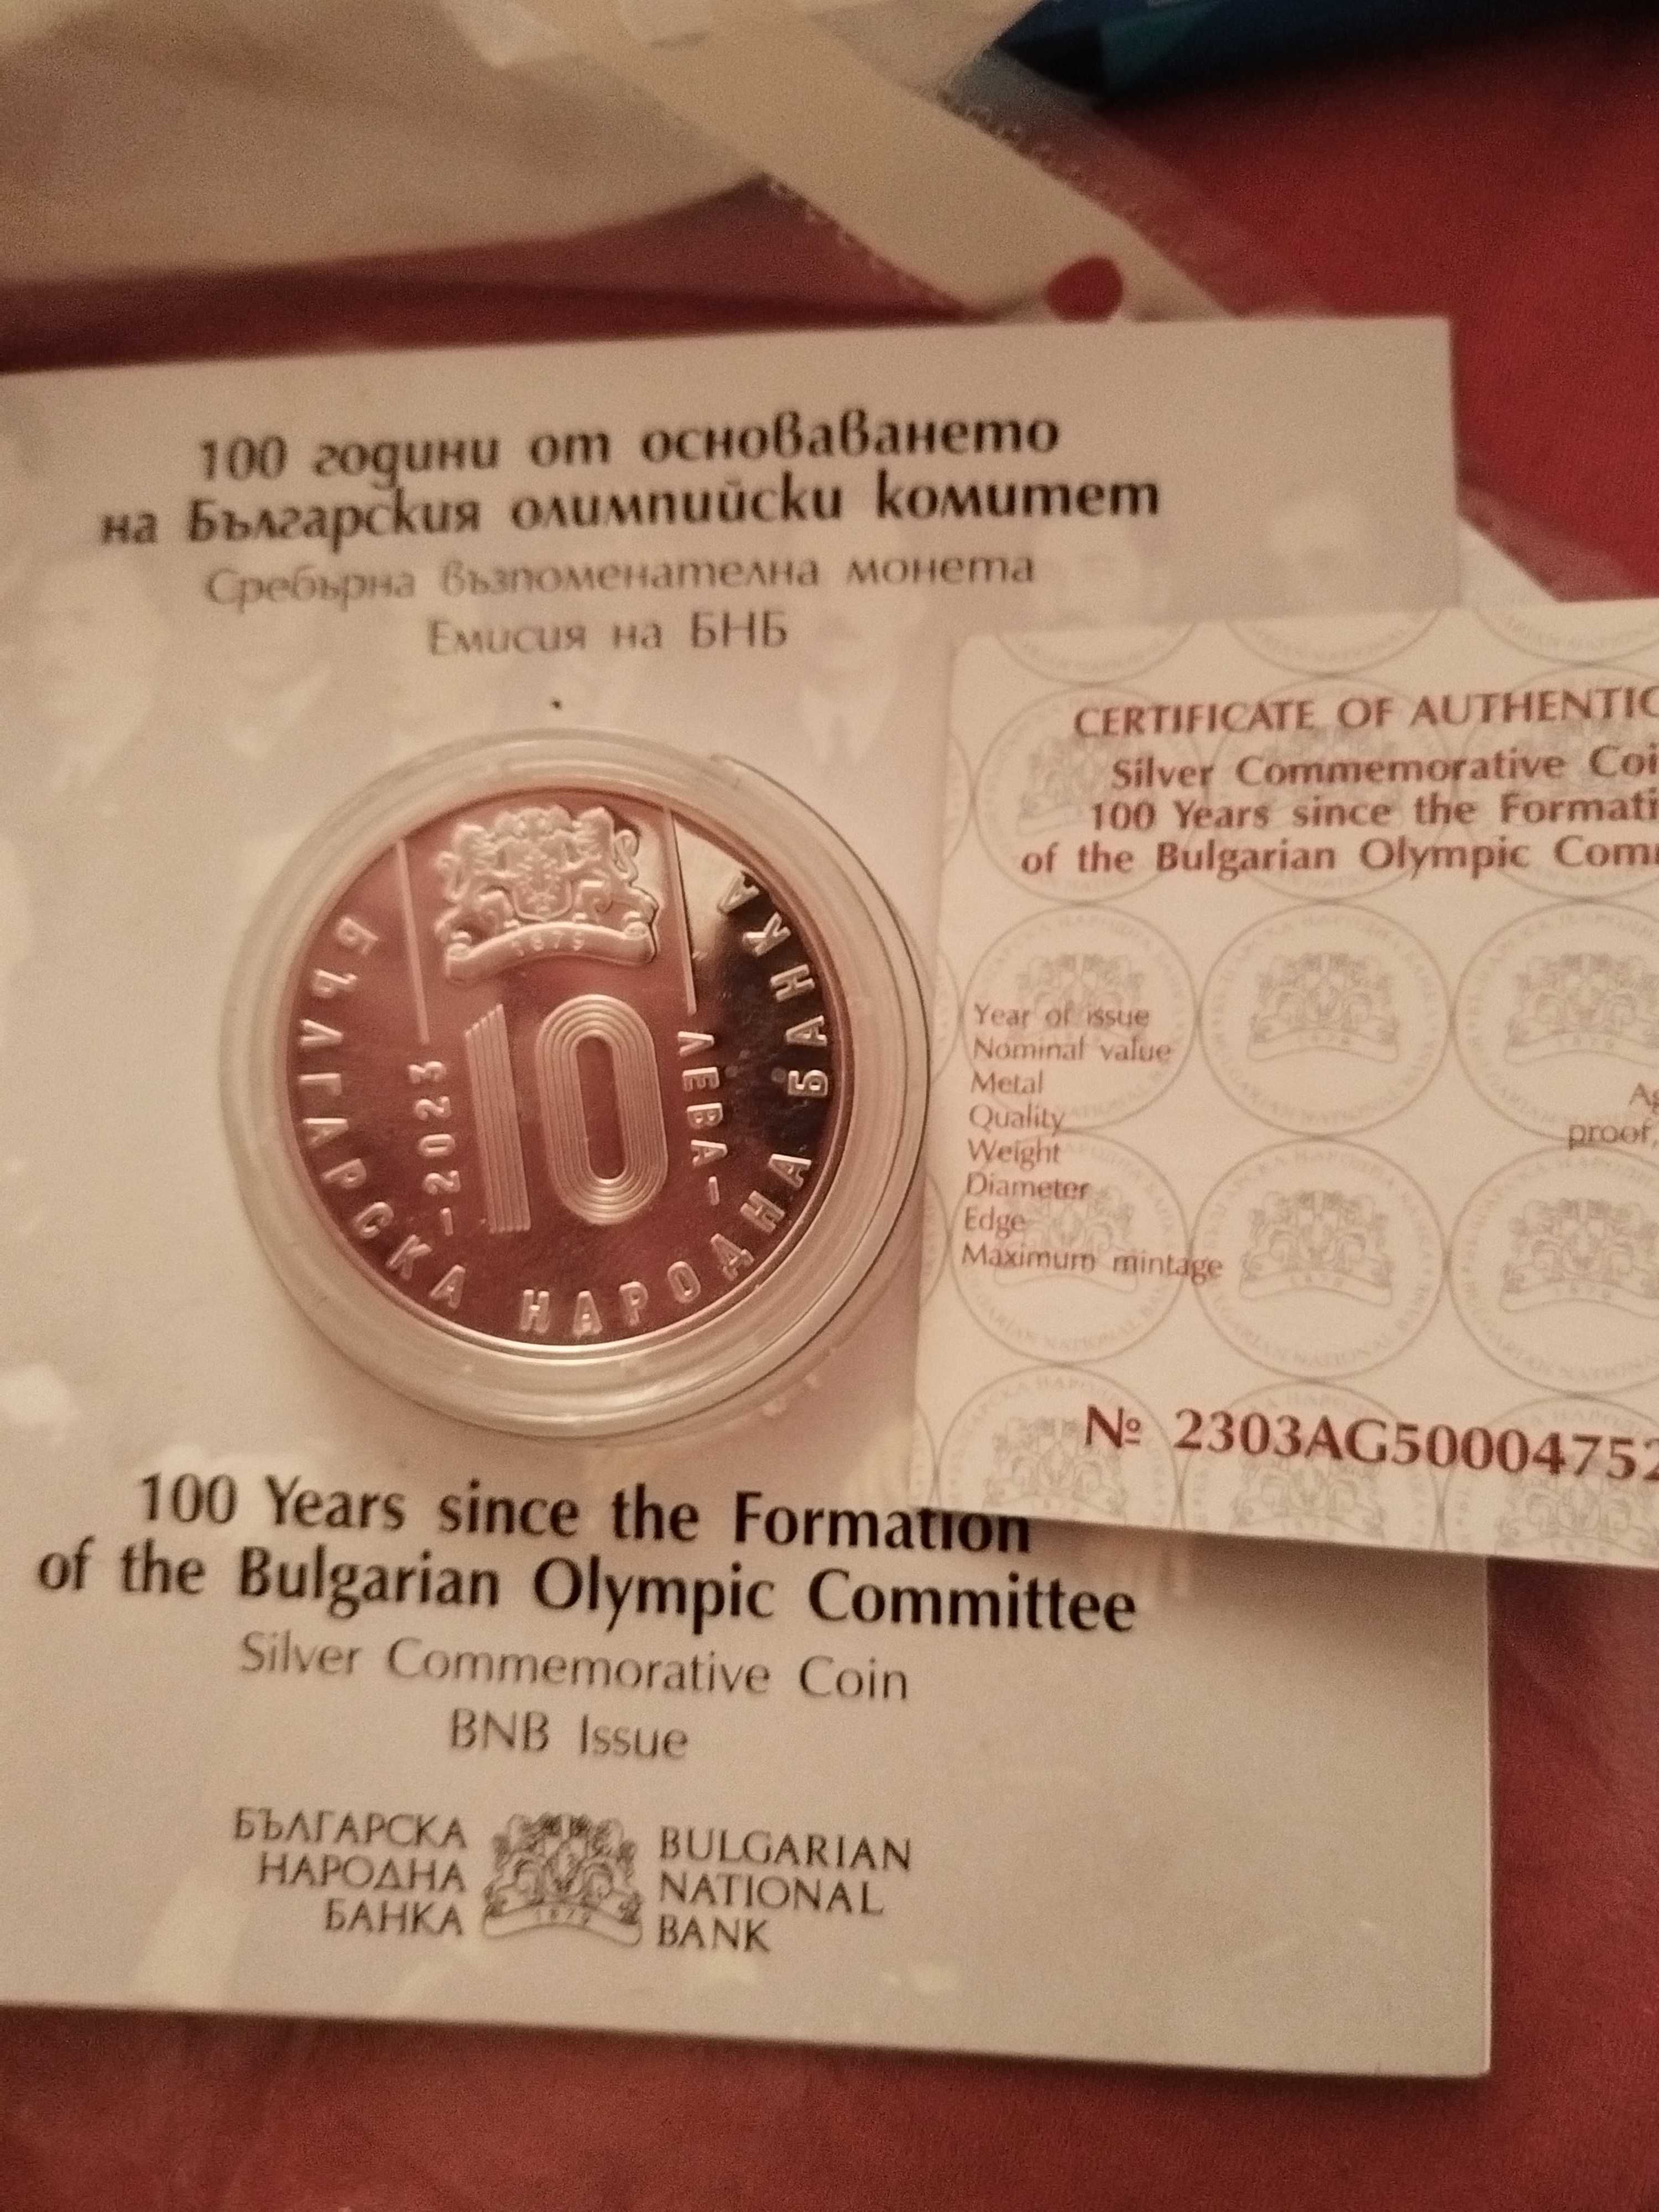 100 години от основаването
на Българския олимпийски комитет
Сребърна възпоменателна монета
Емисия на БНБ
1879
БЪЛГАРСКА НАРОДНА БАНКА
-2023
10
ЛЕВА-
CERTIFICATE OF AUTHENTIC
Silver Commemorative Coi
100 Years since the Formati
of the Bulgarian Olympic Com
Year of issue
Nominal value
Metal
Ag
Quality
proof,
Weight
Diameter
Edge
Maximum mintage
№ 2303AG50004752
100 Years since the Formation
of the Bulgarian Olympic Committee
Silver Commemorative Coin
BNB Issue
БЪЛГАРСКА
НАРОДНА
БАНКА
1879
BULGARIAN
NATIONAL
BANK